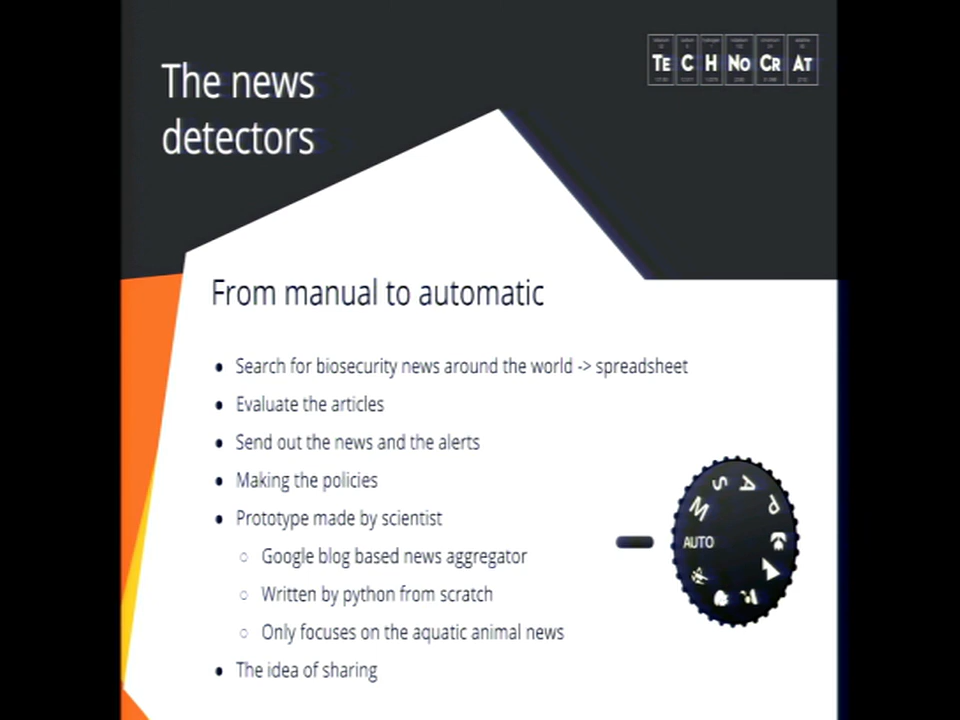 The news
detectors
TE C H NO CR AT
From manual to automatic
● Search for biosecurity news around the world -> spreadsheet
● Evaluate the articles
● Send out the news and the alerts
● Making the policies
● Prototype made by scientist
○ Google blog based news aggregator
○ Written by python from scratch
○ Only focuses on the aquatic animal news
● The idea of sharing
S A
M P
AUTO